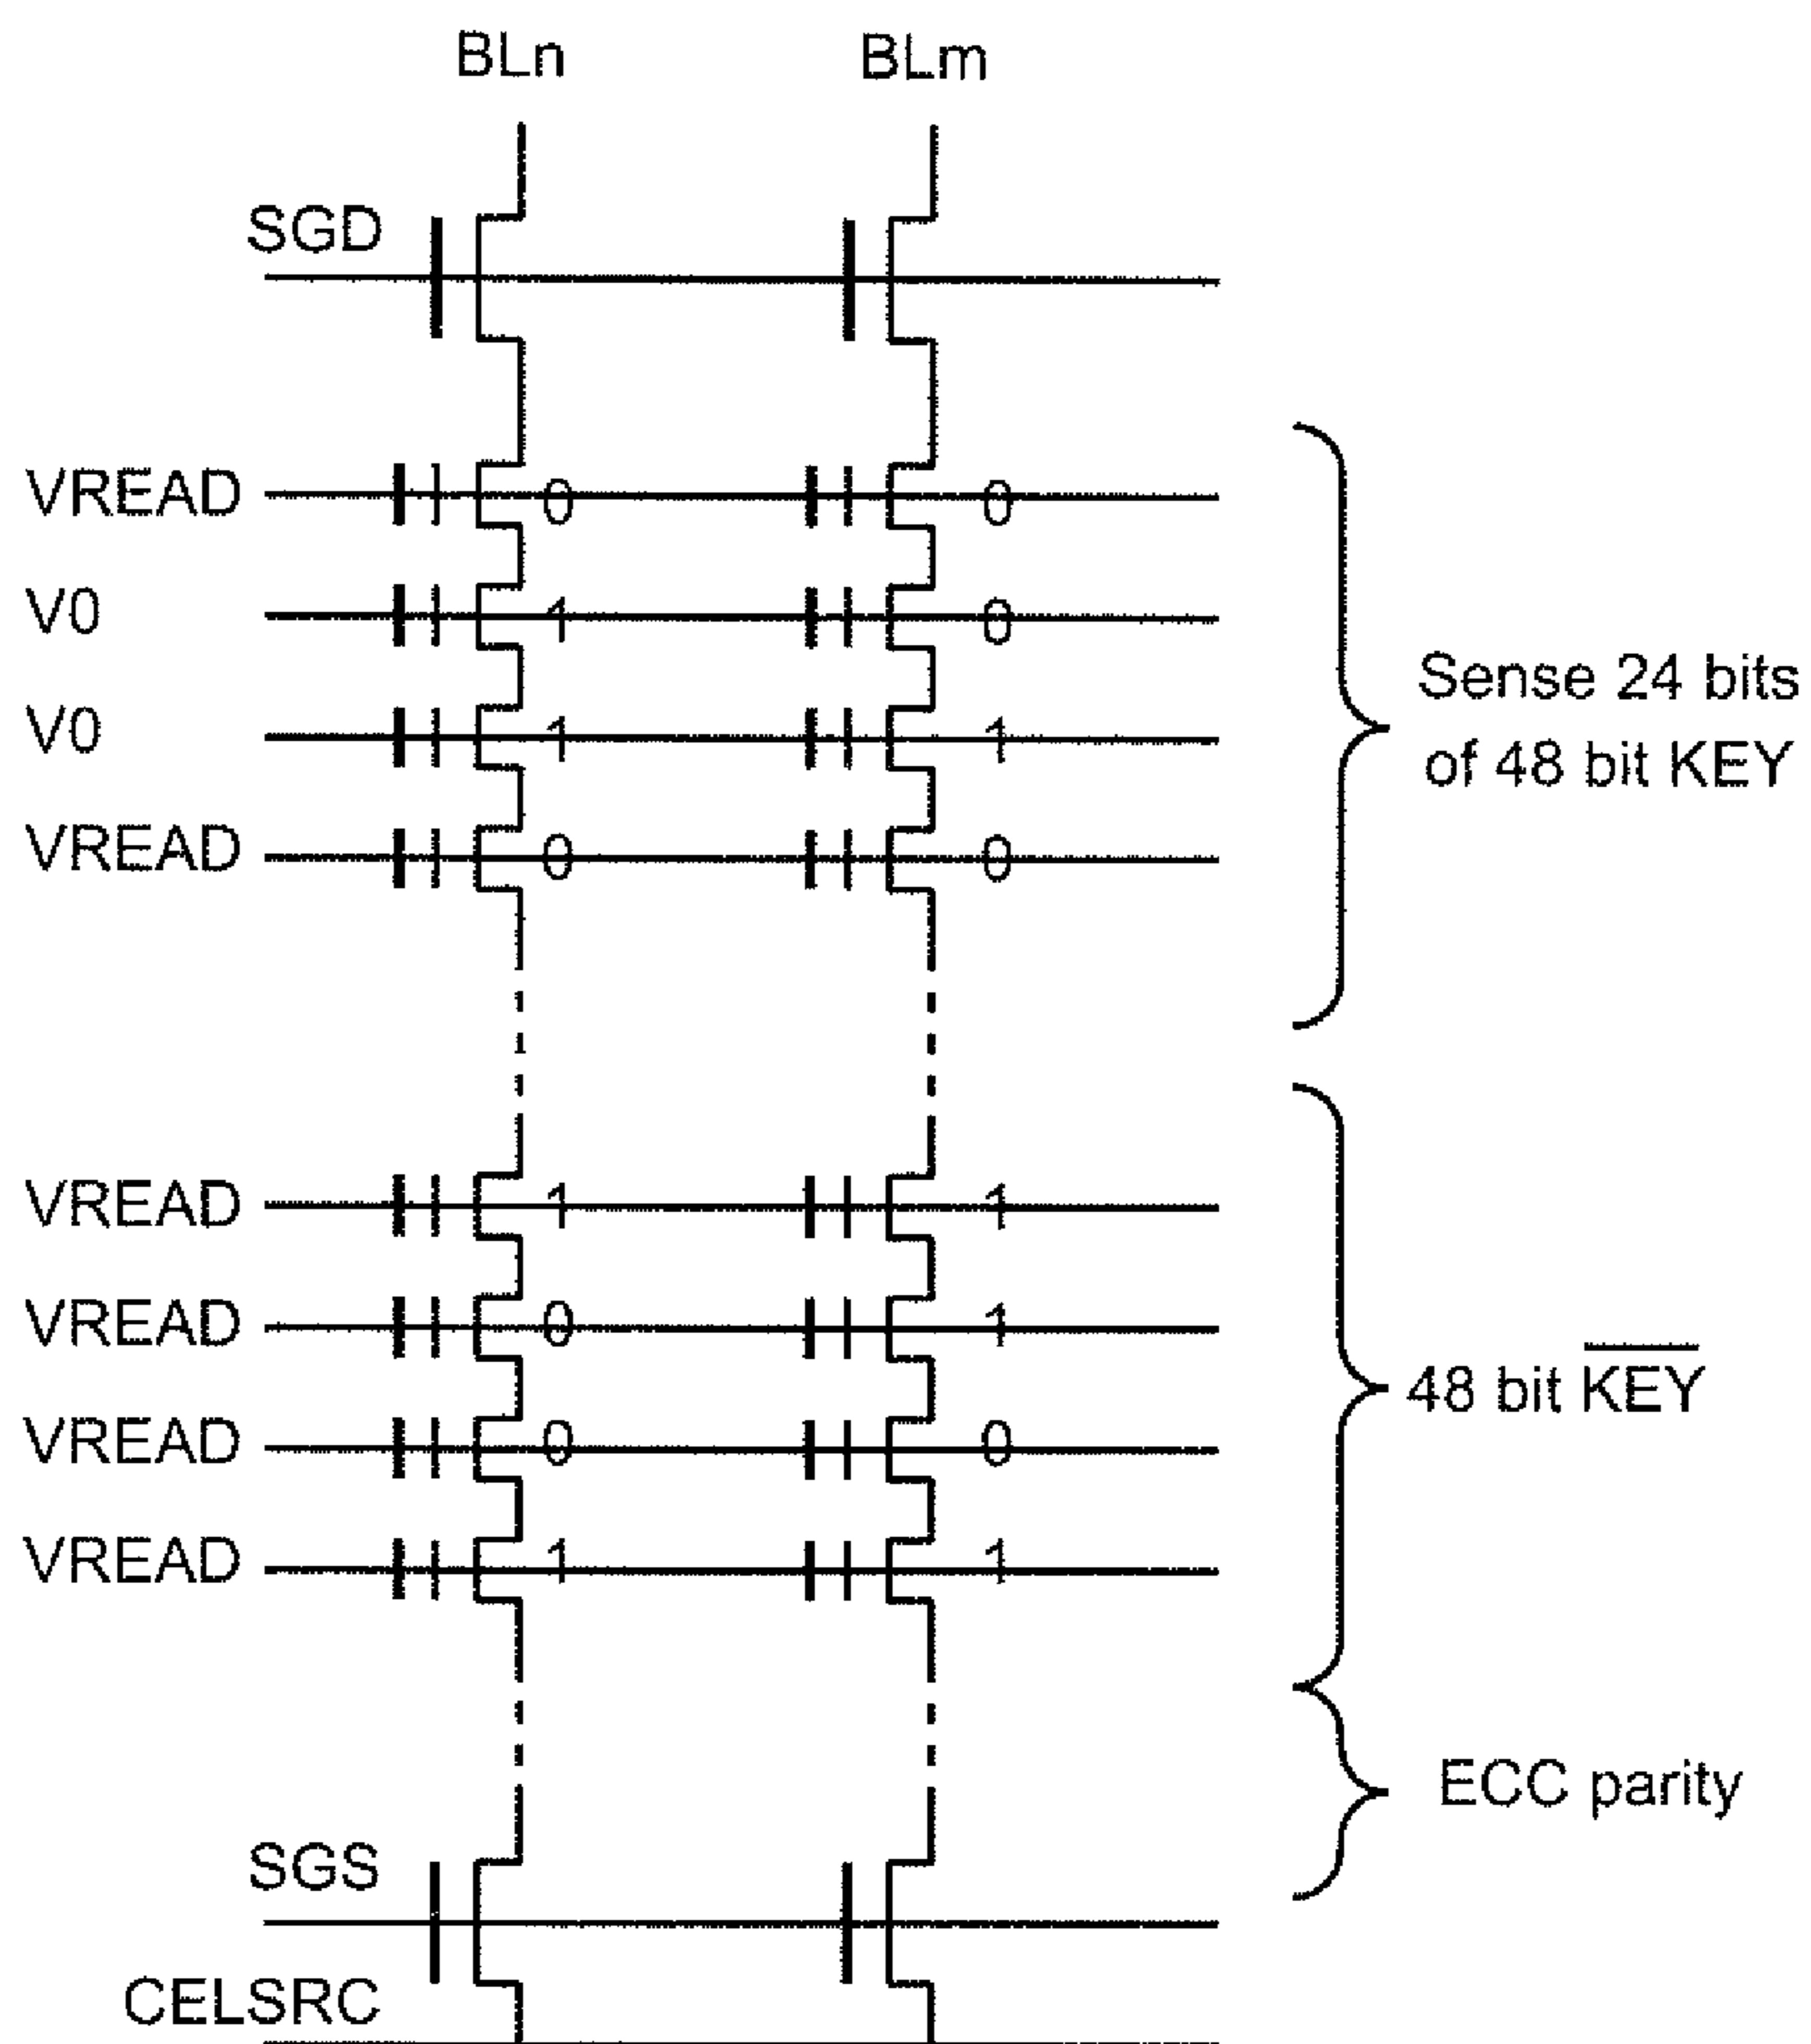 BLn BLm
SGD
VREAD 0 0
V0 1 0
Sense 24 bits
of 48 bit KEY
V0 1 1
VREAD 0 0
VREAD 1 1
VREAD 0 1
48 bit K̅E̅Y̅
VREAD 0 0
VREAD 1 1
ECC parity
SGS
CELSRC